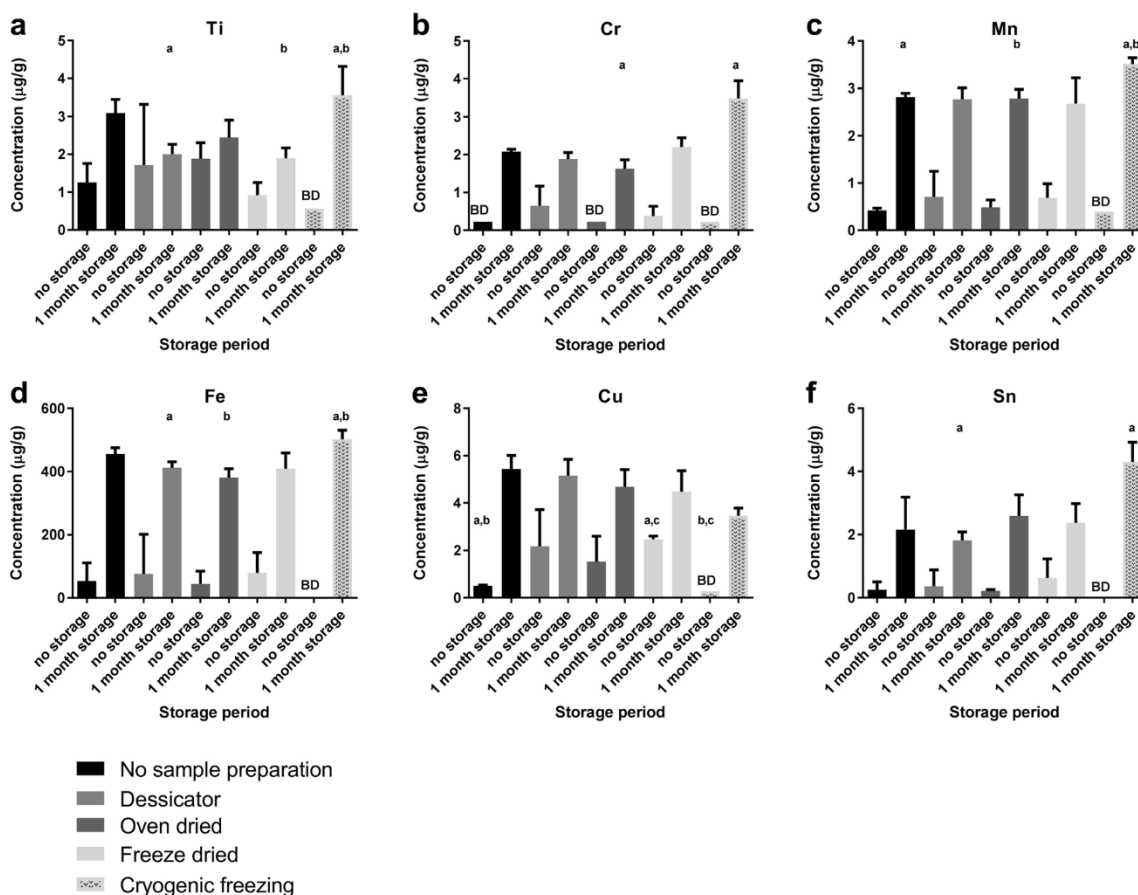 a
Ti
Concentration (µg/g)
5
4
3
2
1
0
a
b
a,b
BD
no storage
1 month storage
no storage
1 month storage
no storage
1 month storage
no storage
1 month storage
no storage
1 month storage
Storage period
b
Cr
Concentration (µg/g)
5
4
3
2
1
0
BD
BD
a
BD
a
no storage
1 month storage
no storage
1 month storage
no storage
1 month storage
no storage
1 month storage
no storage
1 month storage
Storage period
c
Mn
Concentration (µg/g)
4
3
2
1
0
a
b
BD
a,b
no storage
1 month storage
no storage
1 month storage
no storage
1 month storage
no storage
1 month storage
no storage
1 month storage
Storage period
d
Fe
Concentration (µg/g)
600
400
200
0
a
b
BD
a,b
no storage
1 month storage
no storage
1 month storage
no storage
1 month storage
no storage
1 month storage
no storage
1 month storage
Storage period
e
Cu
Concentration (µg/g)
8
6
4
2
0
a,b
a,c
b,c
BD
no storage
1 month storage
no storage
1 month storage
no storage
1 month storage
no storage
1 month storage
no storage
1 month storage
Storage period
f
Sn
Concentration (µg/g)
6
4
2
0
a
BD
a
no storage
1 month storage
no storage
1 month storage
no storage
1 month storage
no storage
1 month storage
no storage
1 month storage
Storage period
No sample preparation
Dessicator
Oven dried
Freeze dried
Cryogenic freezing